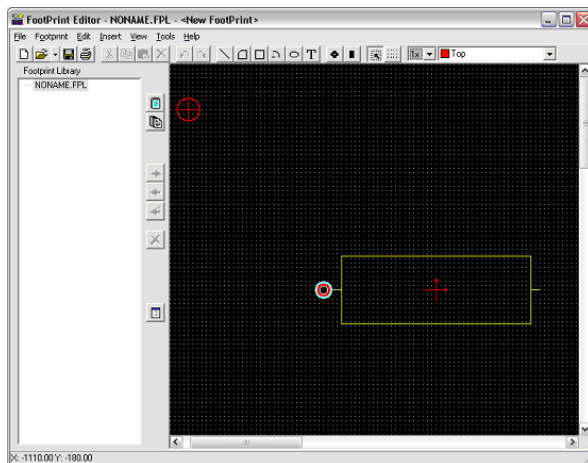 FootPrint Editor - NONAME.FPL - <New FootPrint>
File Footprint Edit Insert View Tools Help
T Top
Footprint Library
NONAME.FPL
X: -1110.00 Y: -180.00